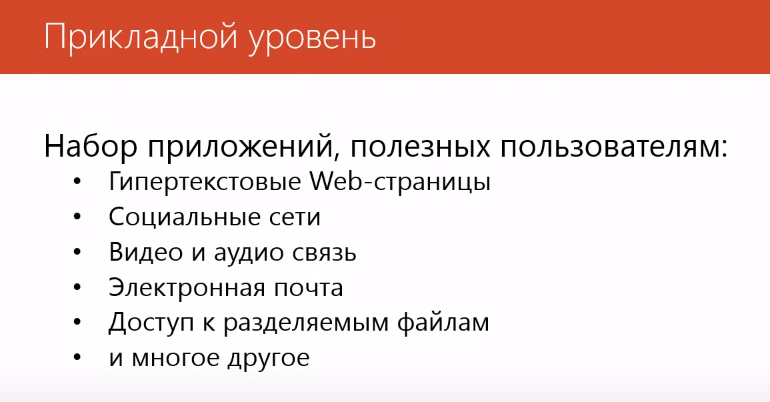 Прикладной уровень
Набор приложений, полезных пользователям:
• Гипертекстовые Web-страницы
• Социальные сети
• Видео и аудио связь
• Электронная почта
• Доступ к разделяемым файлам
• и многое другое